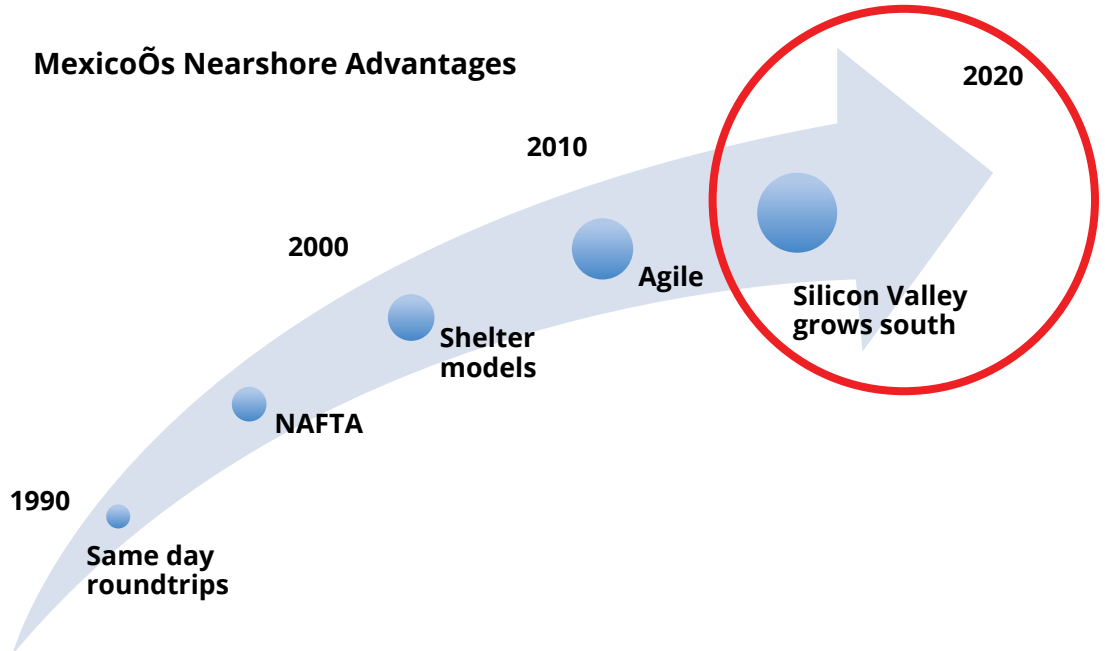 MexicoÕs Nearshore Advantages
2020
2010
2000
Agile
Silicon Valley
grows south
Shelter
models
NAFTA
1990
Same day
roundtrips